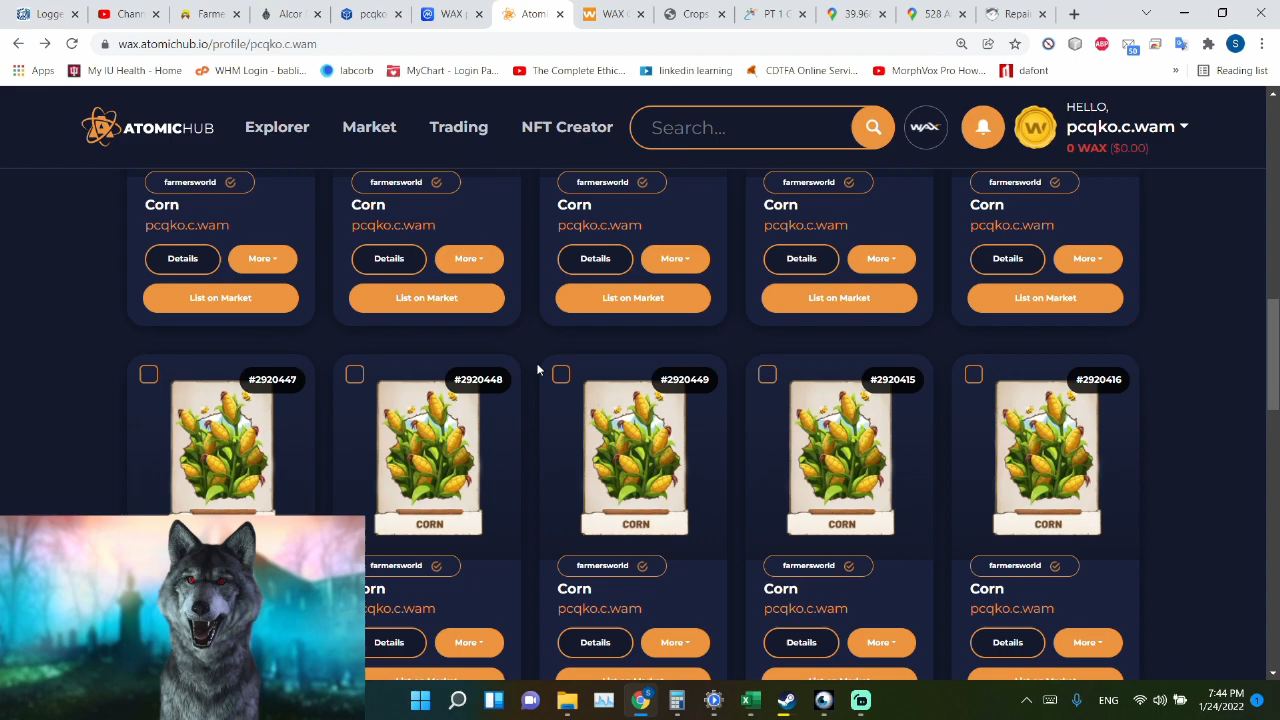 Logge
Chann
Farme
Alcor
pcqko
WAX p
Atomi
WAX C
Crops
PT 1 C
39.96
528 A
Repai
wax.atomichub.io/profile/pcqko.c.wam
50
S
Apps
My IU Health - Home
WHM Login - babli...
labcorb
MyChart - Login Pa...
The Complete Ethic...
linkedin learning
CDTFA Online Servi...
MorphVox Pro How...
dafont
»
Reading list
ATOMICHUB
Explorer
Market
Trading
NFT Creator
Search...
WAX
HELLO,
pcqko.c.wam
0 WAX ($0.00)
farmersworld farmersworld farmersworld farmersworld farmersworld
Corn Corn Corn Corn Corn
pcqko.c.wam pcqko.c.wam pcqko.c.wam pcqko.c.wam pcqko.c.wam
Details More Details More Details More Details More Details More
List on Market List on Market List on Market List on Market List on Market
#2920447 #2920448 #2920449 #2920415 #2920416
CORN CORN CORN CORN
farmersworld farmersworld farmersworld farmersworld
Corn Corn Corn
pcqko.c.wam pcqko.c.wam pcqko.c.wam
Details More Details More Details More Details More
ENG
7:44 PM
1/24/2022
1